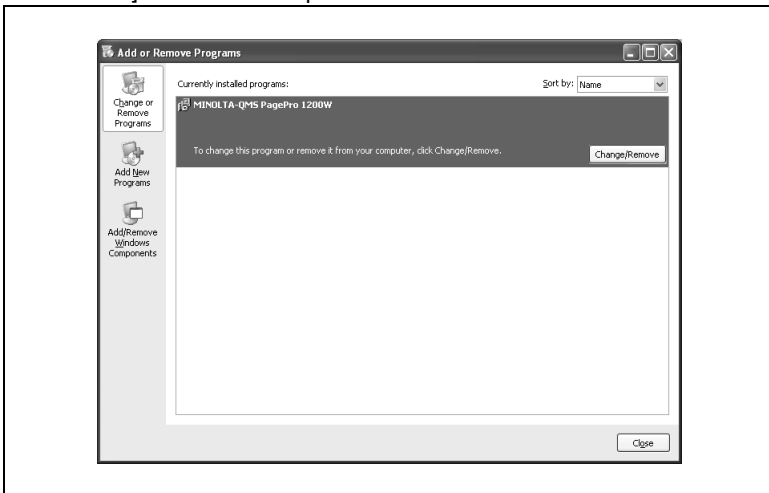 Add or Remove Programs
Change or
Remove
Programs
Add New
Programs
Add/Remove
Windows
Components
Currently installed programs:
Sort by: Name
MINOLTA-QMS PagePro 1200W
To change this program or remove it from your computer, click Change/Remove.
Change/Remove
Close